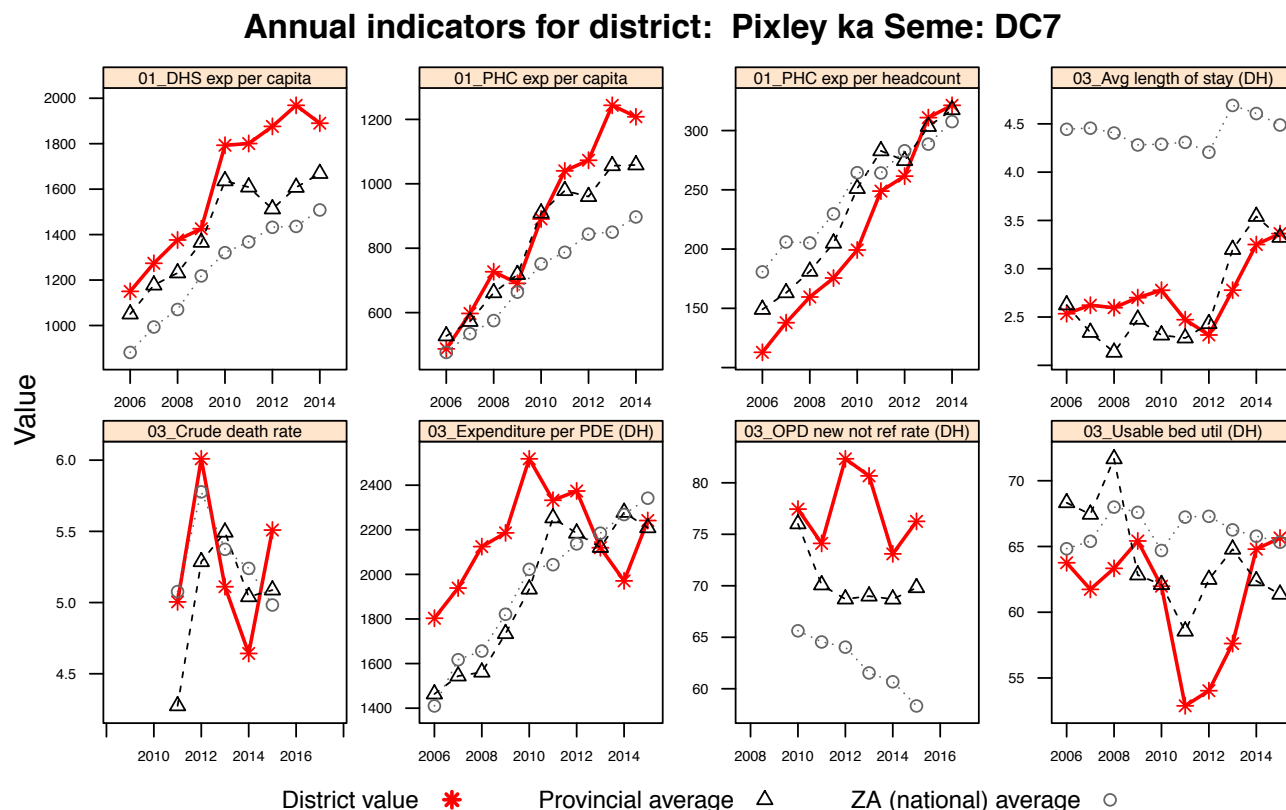 Annual indicators for district: Pixley ka Seme: DC7
01_DHS exp per capita
01_PHC exp per capita
01_PHC exp per headcount
03_Avg length of stay (DH)
2000
1800
1600
1400
1200
1000
1200
1000
800
600
300
250
200
150
4.5
4.0
3.5
3.0
2.5
2006 2008 2010 2012 2014
2006 2008 2010 2012 2014
2006 2008 2010 2012 2014
2006 2008 2010 2012 2014
Value
03_Crude death rate
03_Expenditure per PDE (DH)
03_OPD new not ref rate (DH)
03_Usable bed util (DH)
6.0
5.5
5.0
4.5
2400
2200
2000
1800
1600
1400
80
75
70
65
60
70
65
60
55
2010 2012 2014 2016
2006 2008 2010 2012 2014
2008 2010 2012 2014 2016
2006 2008 2010 2012 2014
District value Provincial average ZA (national) average